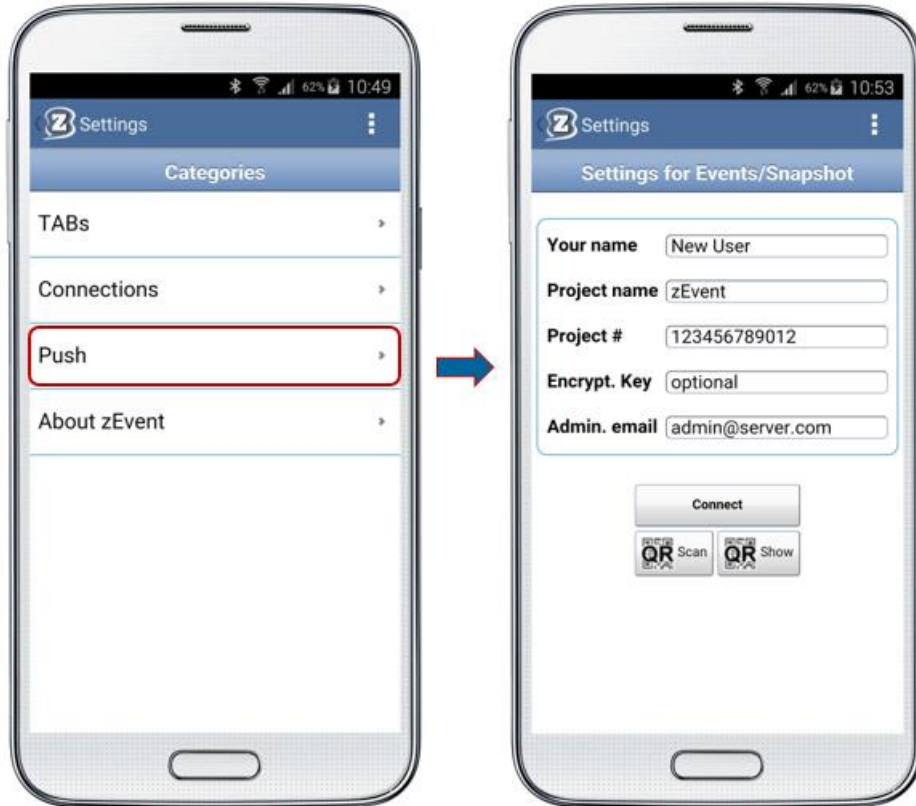 62% 10:49
Z Settings
Categories
TABs
Connections
Push
About zEvent
62% 10:53
Z Settings
Settings for Events/Snapshot
Your name New User
Project name zEvent
Project # 123456789012
Encrypt. Key optional
Admin. email admin@server.com
Connect
QR Scan QR Show